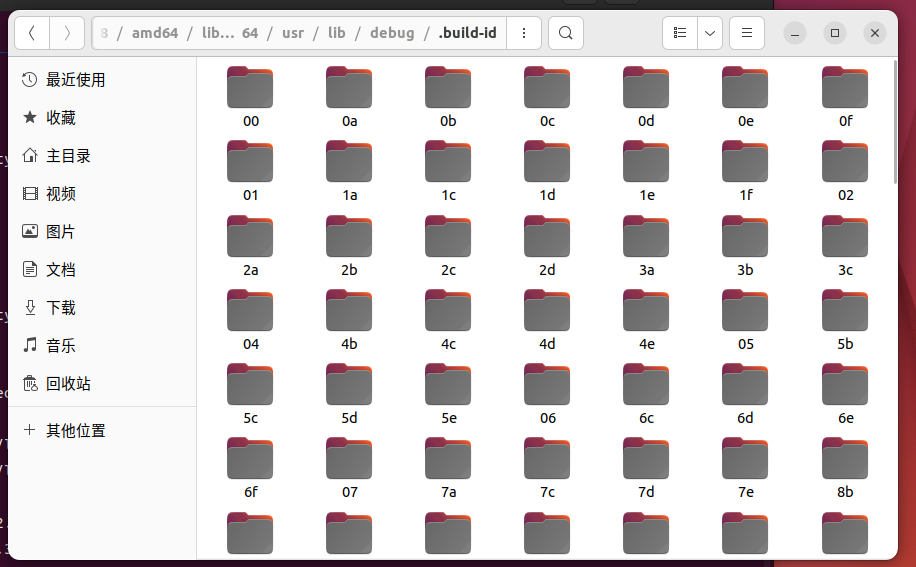 8 / amd64 / lib… 64 / usr / lib / debug / .build-id
最近使用
收藏
主目录
视频
图片
文档
下载
音乐
回收站
其他位置
00 0a 0b 0c 0d 0e 0f
01 1a 1c 1d 1e 1f 02
2a 2b 2c 2d 3a 3b 3c
04 4b 4c 4d 4e 05 5b
5c 5d 5e 06 6c 6d 6e
6f 07 7a 7c 7d 7e 8b